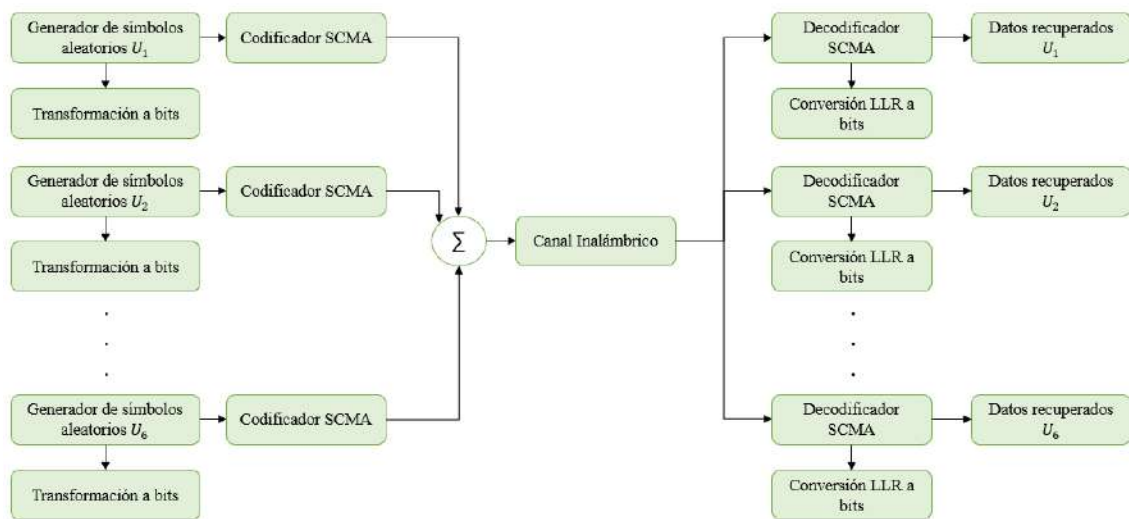 Generador de símbolos
aleatorios U₁
Codificador SCMA
Transformación a bits
Generador de símbolos
aleatorios U₂
Codificador SCMA
Transformación a bits
.
.
.
Generador de símbolos
aleatorios U₆
Codificador SCMA
Transformación a bits
Σ
Canal Inalámbrico
Decodificador
SCMA
Datos recuperados
U₁
Conversión LLR a
bits
Decodificador
SCMA
Datos recuperados
U₂
Conversión LLR a
bits
.
.
.
Decodificador
SCMA
Datos recuperados
U₆
Conversión LLR a
bits